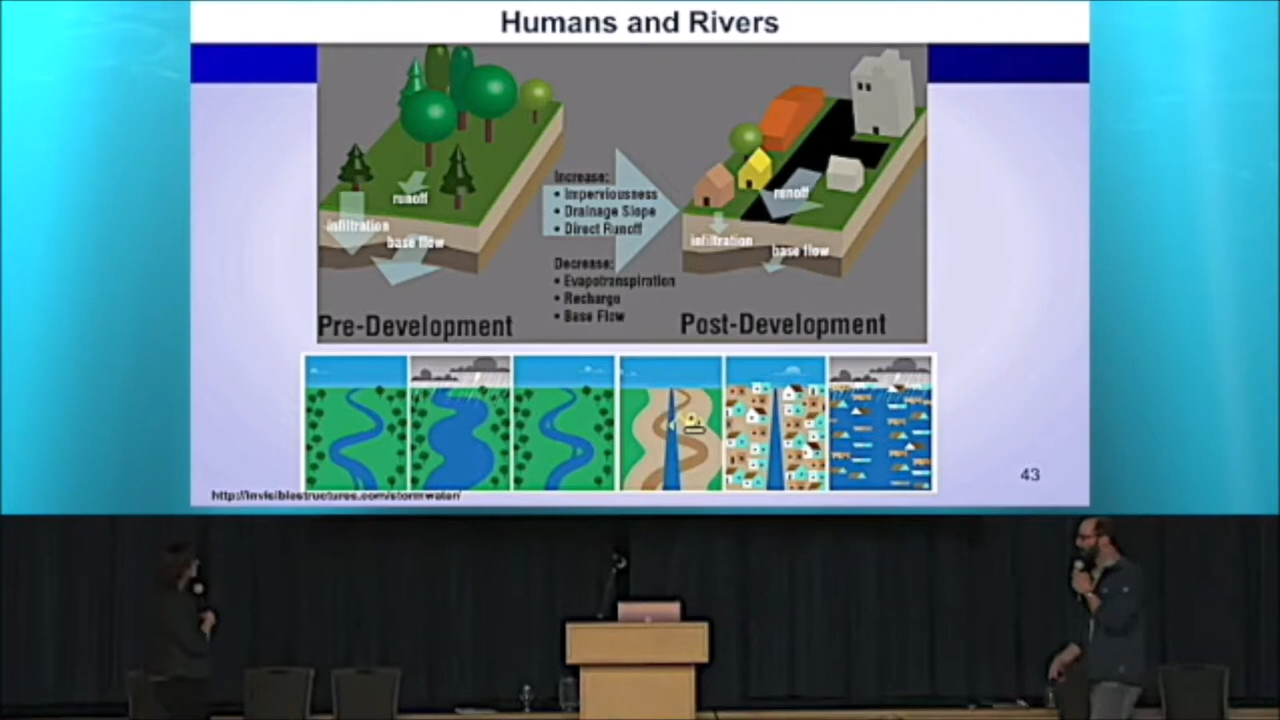 Humans and Rivers
runoff
infiltration
base flow
Increase:
• Imperviousness
• Drainage Slope
• Direct Runoff
Decrease:
• Evapotranspiration
• Recharge
• Base Flow
runoff
infiltration
base flow
Pre-Development
Post-Development
43
http://invisiblestructures.com/stormwater/